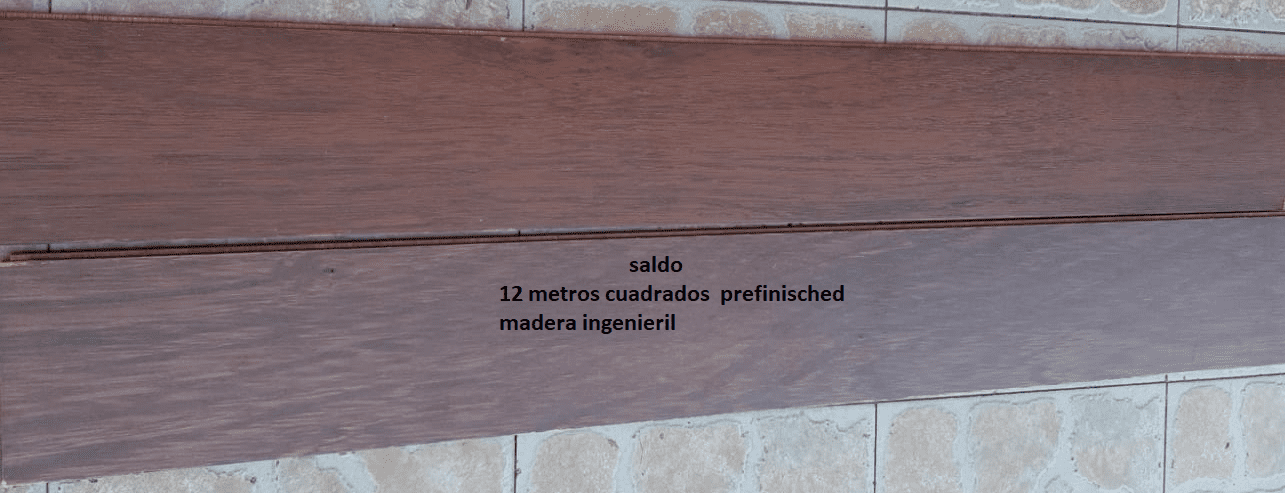 saldo
12 metros cuadrados  prefinisched
madera ingenieril